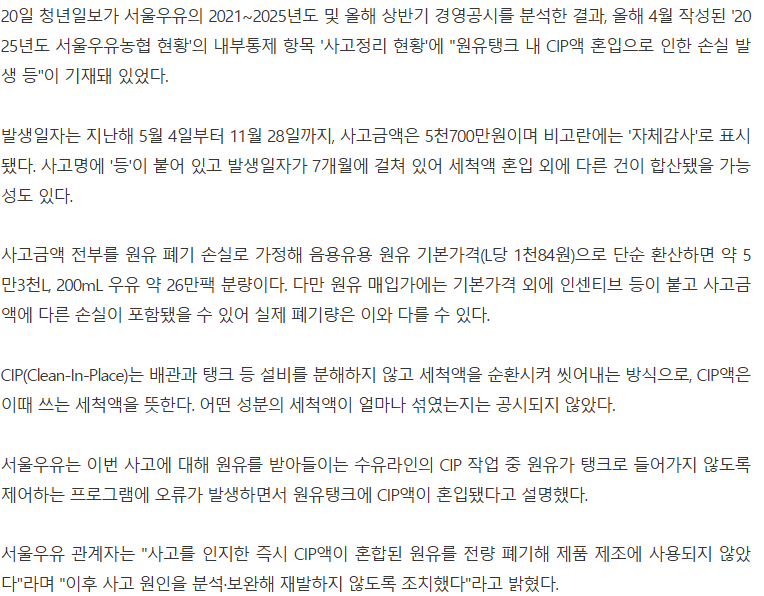 20일 청년일보가 서울우유의 2021~2025년도 및 올해 상반기 경영공시를 분석한 결과, 올해 4월 작성된 '20
25년도 서울우유농협 현황'의 내부통제 항목 '사고정리 현황'에 "원유탱크 내 CIP액 혼입으로 인한 손실 발
생 등"이 기재돼 있었다.
발생일자는 지난해 5월 4일부터 11월 28일까지, 사고금액은 5천700만원이며 비고란에는 '자체감사'로 표시
됐다. 사고명에 '등'이 붙어 있고 발생일자가 7개월에 걸쳐 있어 세척액 혼입 외에 다른 건이 합산됐을 가능
성도 있다.
사고금액 전부를 원유 폐기 손실로 가정해 음용유용 원유 기본가격(L당 1천84원)으로 단순 환산하면 약 5
만3천L, 200mL 우유 약 26만팩 분량이다. 다만 원유 매입가에는 기본가격 외에 인센티브 등이 붙고 사고금
액에 다른 손실이 포함됐을 수 있어 실제 폐기량은 이와 다를 수 있다.
CIP(Clean-In-Place)는 배관과 탱크 등 설비를 분해하지 않고 세척액을 순환시켜 씻어내는 방식으로, CIP액은
이때 쓰는 세척액을 뜻한다. 어떤 성분의 세척액이 얼마나 섞였는지는 공시되지 않았다.
서울우유는 이번 사고에 대해 원유를 받아들이는 수유라인의 CIP 작업 중 원유가 탱크로 들어가지 않도록
제어하는 프로그램에 오류가 발생하면서 원유탱크에 CIP액이 혼입됐다고 설명했다.
서울우유 관계자는 "사고를 인지한 즉시 CIP액이 혼합된 원유를 전량 폐기해 제품 제조에 사용되지 않았
다"라며 "이후 사고 원인을 분석·보완해 재발하지 않도록 조치했다"라고 밝혔다.